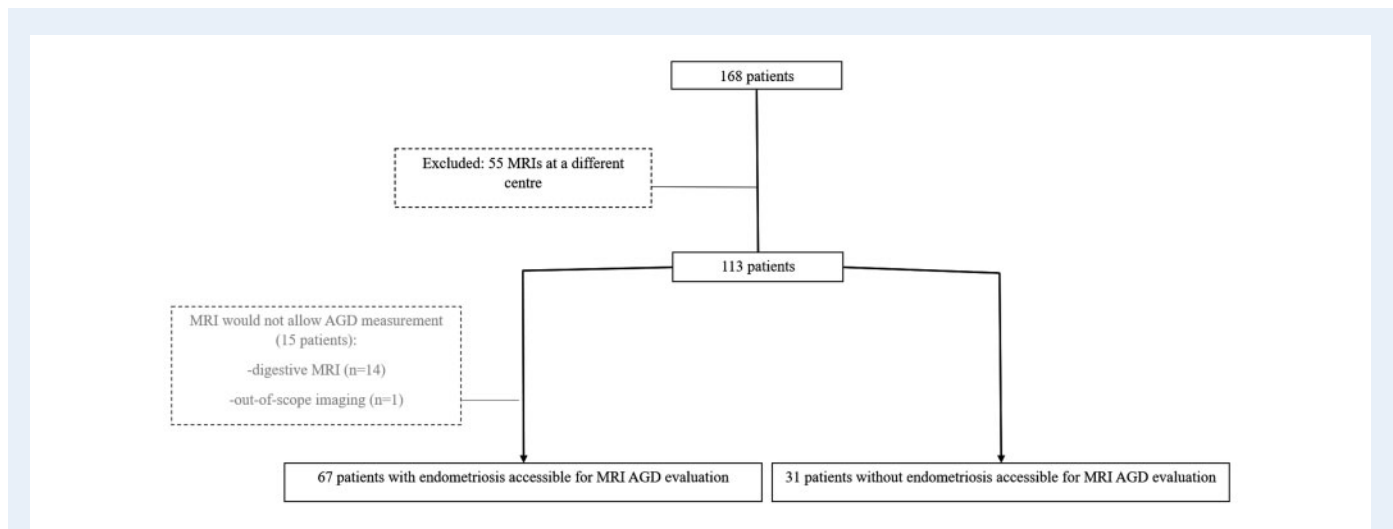 168 patients
Excluded: 55 MRIs at a different
centre
113 patients
MRI would not allow AGD measurement
(15 patients):
-digestive MRI (n=14)
-out-of-scope imaging (n=1)
67 patients with endometriosis accessible for MRI AGD evaluation
31 patients without endometriosis accessible for MRI AGD evaluation